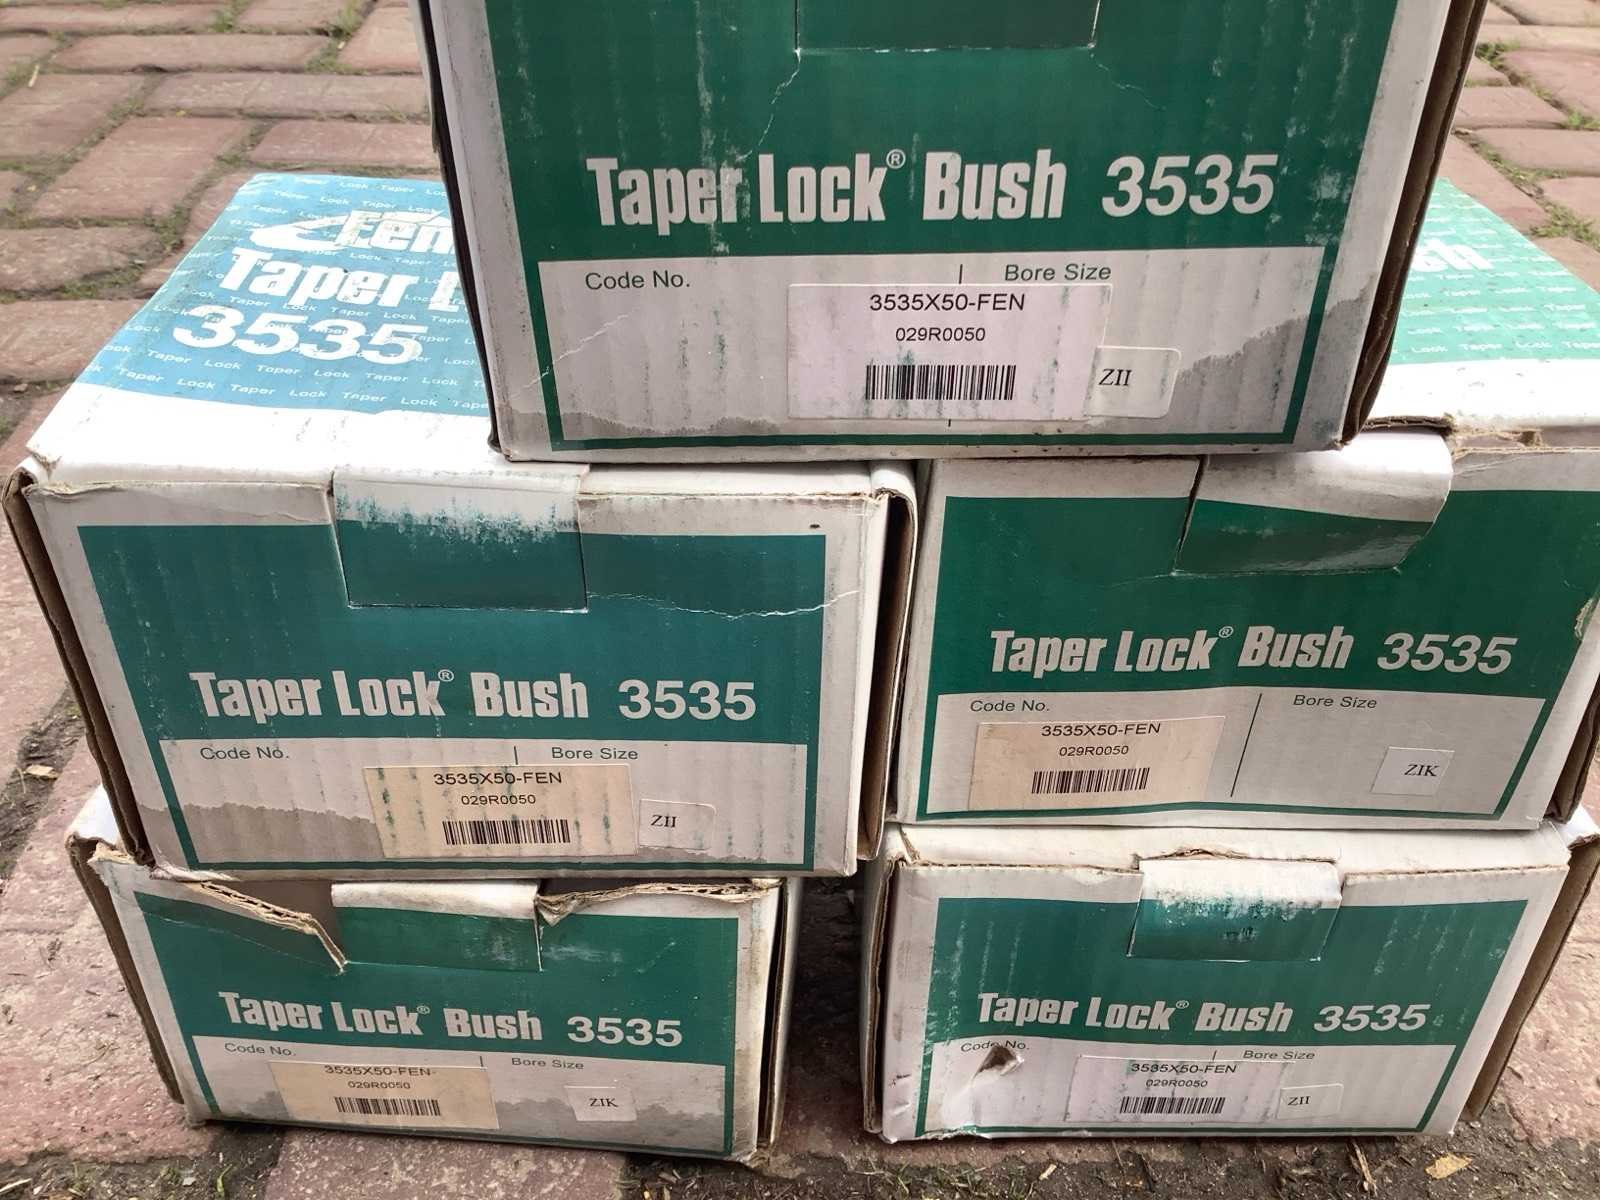 Taper Lock® Bush 3535
Code No. | Bore Size
3535X50-FEN
029R0050
ZII
Taper
3535
Taper Lock® Bush 3535
Code No. | Bore Size
3535X50-FEN
029R0050
ZII
Taper Lock® Bush 3535
Code No. | Bore Size
3535X50-FEN
029R0050
ZIK
Taper Lock® Bush 3535
Code No. | Bore Size
3535X50-FEN
029R0050
ZIK
Taper Lock® Bush 3535
Code No. Bore Size
3535X50-FEN
029R0050
ZII